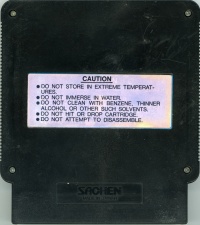 CAUTION
● DO NOT STORE IN EXTREME TEMPERAT-
URES.
● DO NOT IMMERSE IN WATER.
● DO NOT CLEAN WITH BENZENE, THINNER
ALCOHOL OR OTHER SUCH SOLVENTS.
● DO NOT HIT OR DROP CARTRIDGE.
● DO NOT ATTEMPT TO DISASSEMBLE.
SACHEN